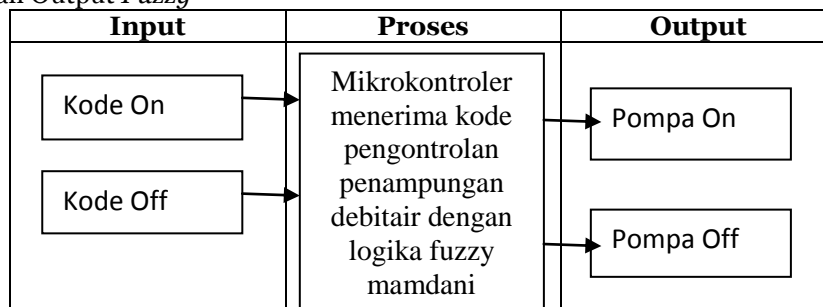 Output Fuzzy
Input Proses Output
Kode On
Kode Off
Mikrokontroler
menerima kode
pengontrolan
penampungan
debitair dengan
logika fuzzy
mamdani
Pompa On
Pompa Off